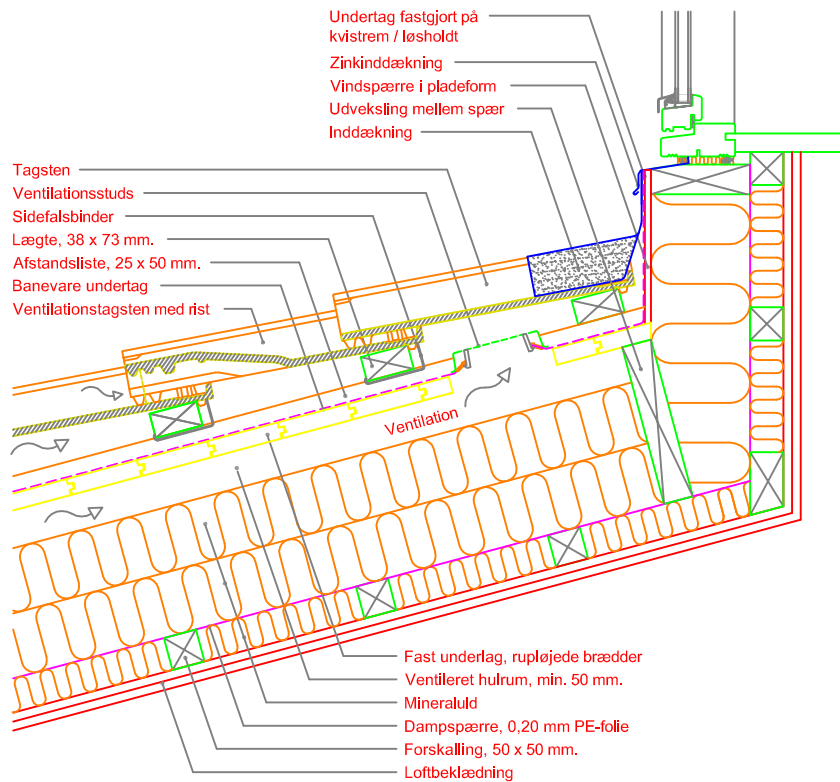 Undertag fastgjort på
kvistrem / løsholdt
Zinkinddækning
Vindspærre i pladeform
Udveksling mellem spær
Inddækning
Tagsten
Ventilationsstuds
Sidefalsbinder
Lægte, 38 x 73 mm.
Afstandsliste, 25 x 50 mm.
Banevare undertag
Ventilationstagsten med rist
Ventilation
Fast underlag, rupløjede brædder
Ventileret hulrum, min. 50 mm.
Mineraluld
Dampspærre, 0,20 mm PE-folie
Forskalling, 50 x 50 mm.
Loftbeklædning